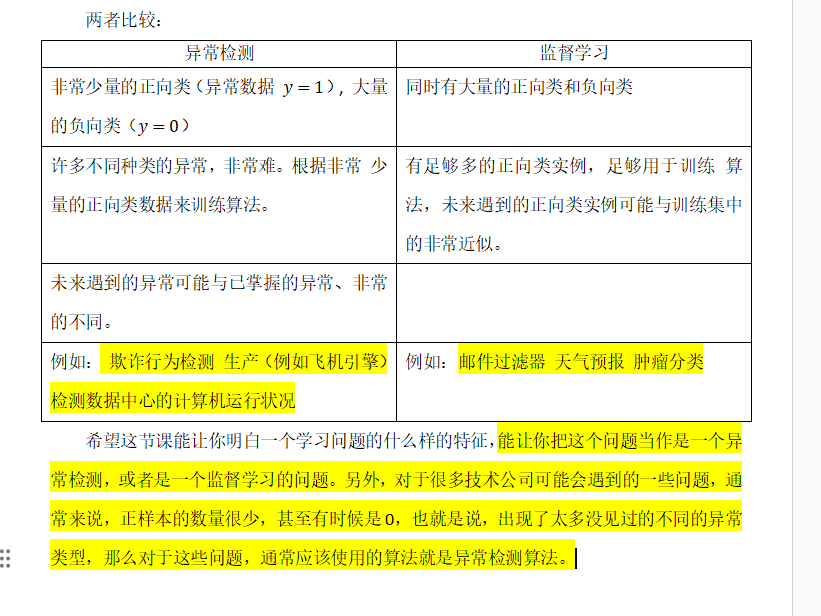 两者比较：
异常检测
监督学习
非常少量的正向类（异常数据 y = 1），大量
的负向类（y = 0）
同时有大量的正向类和负向类
许多不同种类的异常，非常难。根据非常 少
量的正向类数据来训练算法。
有足够多的正向类实例，足够用于训练 算
法，未来遇到的正向类实例可能与训练集中
的非常近似。
未来遇到的异常可能与已掌握的异常、非常
的不同。
例如： 欺诈行为检测 生产（例如飞机引擎）
检测数据中心的计算机运行状况
例如：邮件过滤器 天气预报 肿瘤分类
希望这节课能让你明白一个学习问题的什么样的特征，能让你把这个问题当作是一个异
常检测，或者是一个监督学习的问题。另外，对于很多技术公司可能会遇到的一些问题，通
常来说，正样本的数量很少，甚至有时候是 0，也就是说，出现了太多没见过的不同的异常
类型，那么对于这些问题，通常应该使用的算法就是异常检测算法。